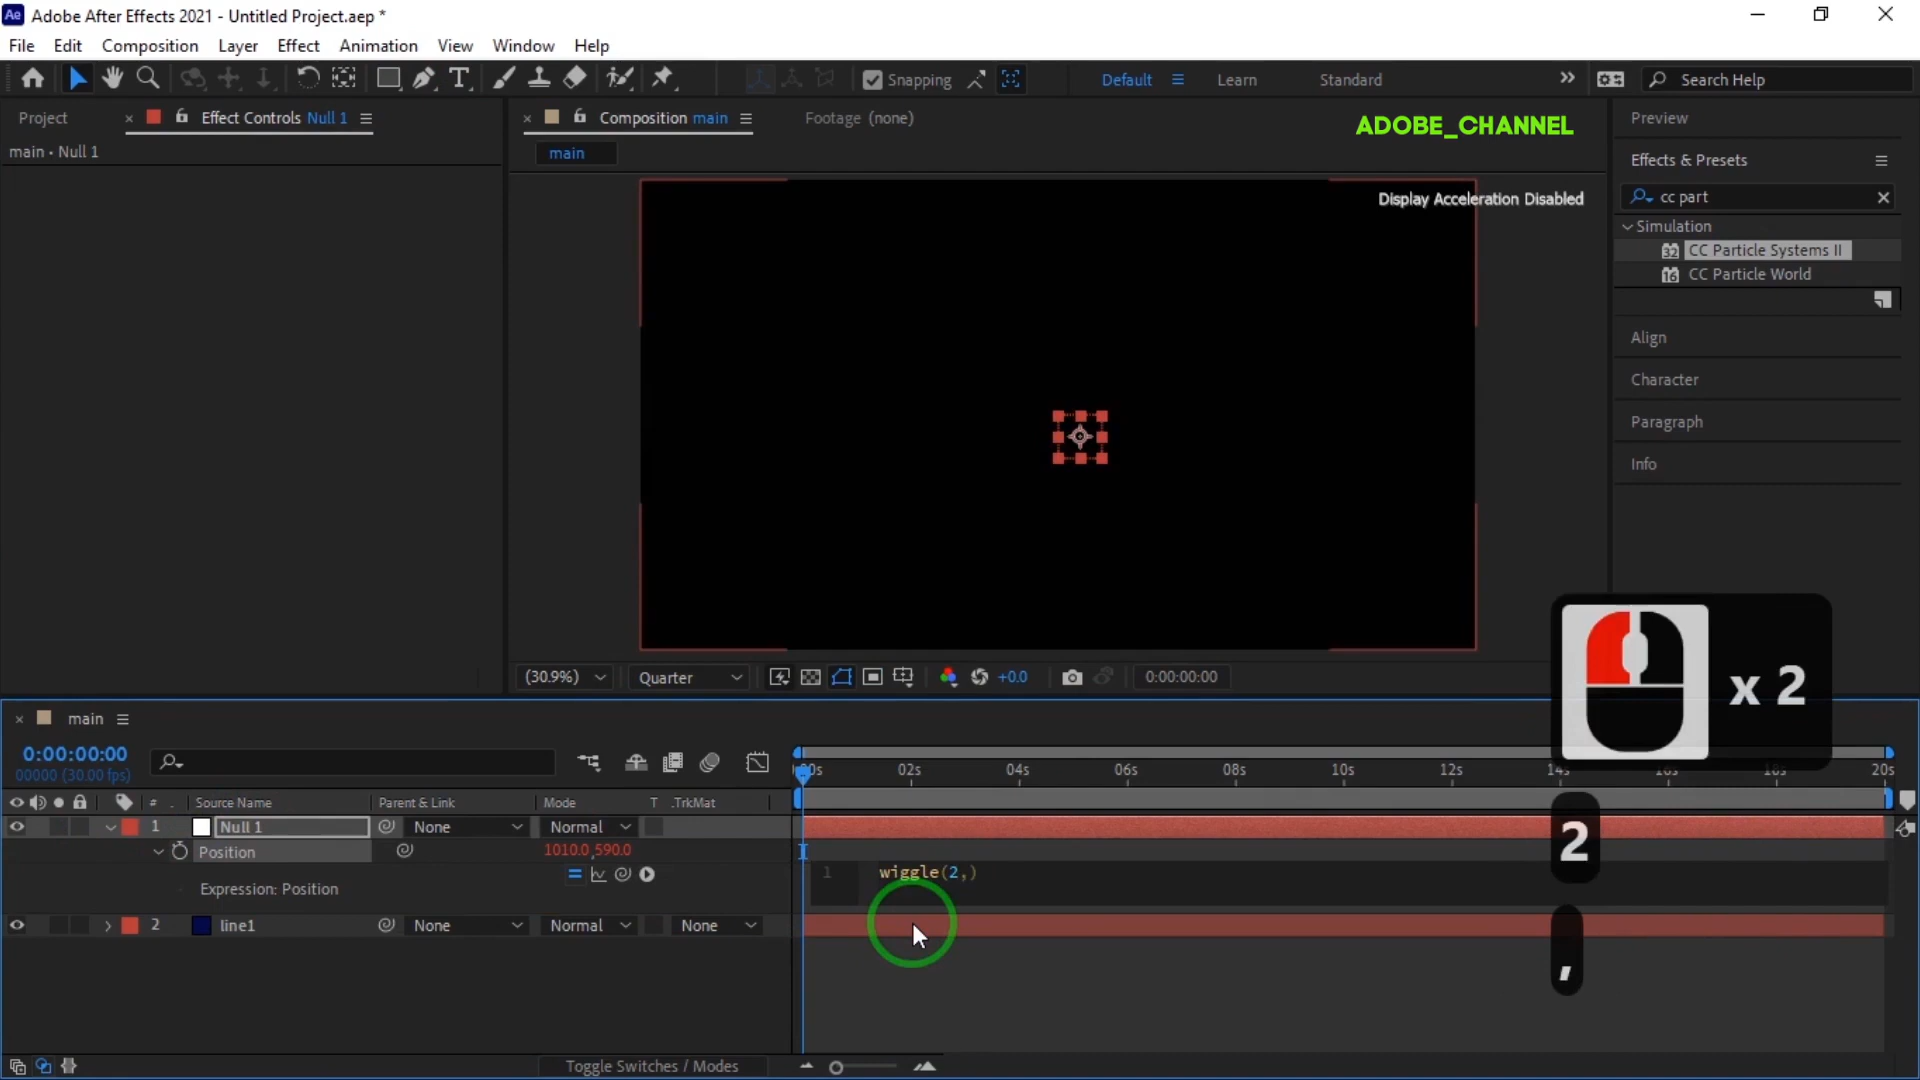 Ae Adobe After Effects 2021 - Untitled Project.aep *
File Edit Composition Layer Effect Animation View Window Help
Snapping Default Learn Standard Search Help
Project × Effect Controls Null 1 × Composition main Footage (none) ADOBE_CHANNEL Preview
main • Null 1 main Effects & Presets
Display Acceleration Disabled cc part
Simulation
32 CC Particle Systems II
16 CC Particle World
Align
Character
Paragraph
Info
(30.9%) Quarter +0.0 0:00:00:00
x 2
× main
0:00:00:00
00000 (30.00 fps)
02s 04s 06s 08s 10s 12s 20s
# Source Name Parent & Link Mode T .TrkMat
1 Null 1 None Normal
Position 1010.0,590.0
1 wiggle(2,)
Expression: Position
2
2 line1 None Normal None
,
Toggle Switches / Modes